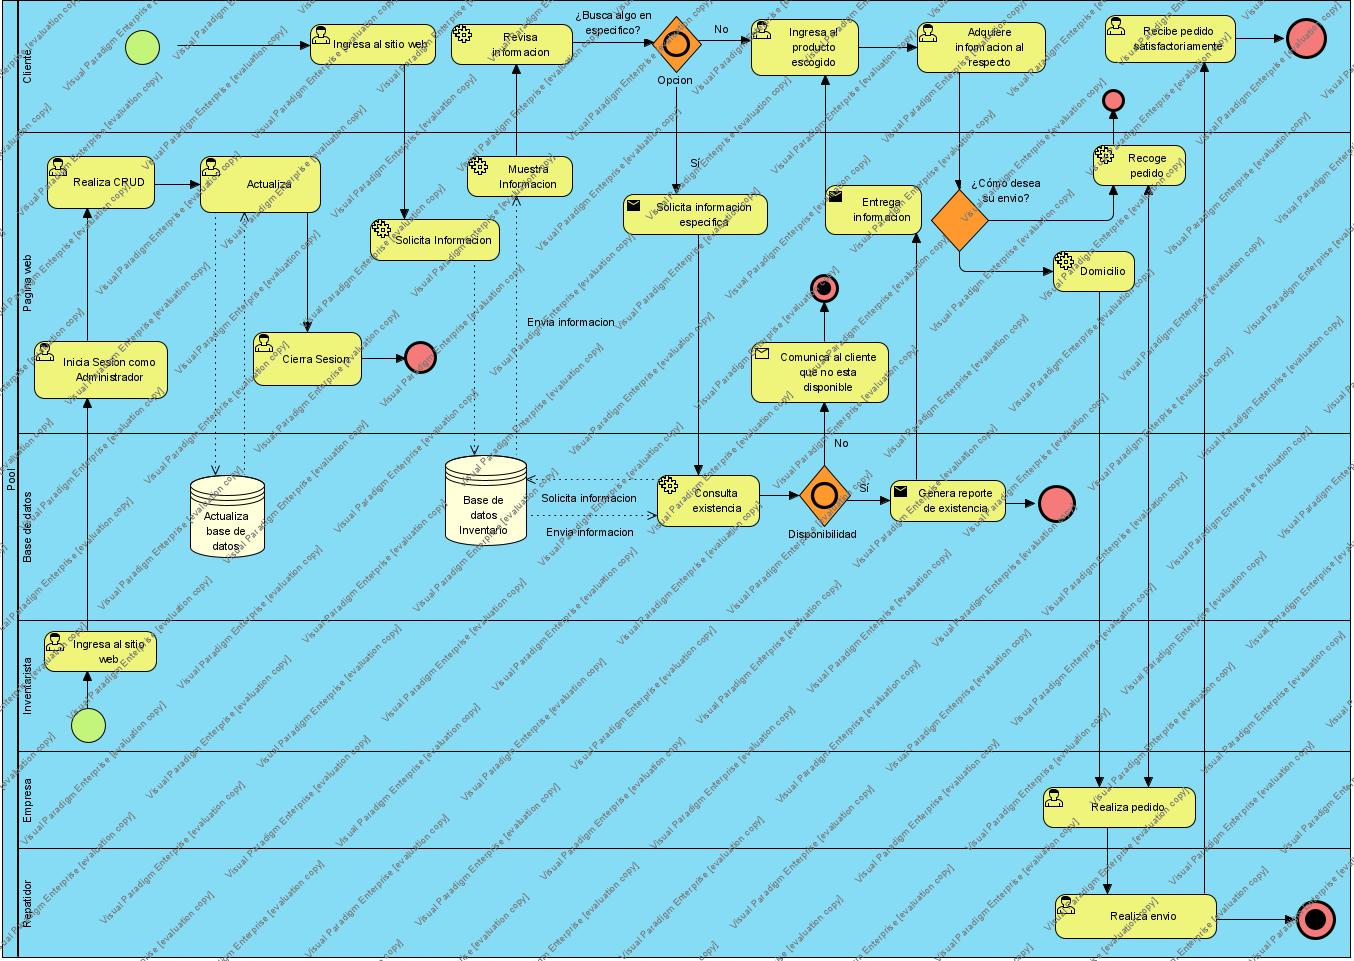 Pool
Cliente
Ingresa al sitio web
Revisa
informacion
¿Busca algo en
especifico?
Opcion
No
Ingresa al
producto
escogido
Adquiere
informacion al
respecto
Recibe pedido
satisfactoriamente
Pagina web
Realiza CRUD
Actualiza
Solicita Informacion
Muestra
Informacion
Sí
Solicita informacion
especifica
Entrega
informacion
¿Cómo desea
su envio?
Recoge
pedido
Domicilio
Inicia Sesion como
Administrador
Cierra Sesion
Envia informacion
Comunica al cliente
que no esta
disponible
No
Base de datos
Actualiza
base de
datos
Base de
datos
Inventario
Solicita informacion
Envia informacion
Consulta
existencia
Disponibilidad
Sí
Genera reporte
de existencia
Inventarista
Ingresa al sitio
web
Empresa
Realiza pedido
Repatidor
Realiza envio
Visual Paradigm Enterprise [evaluation copy]